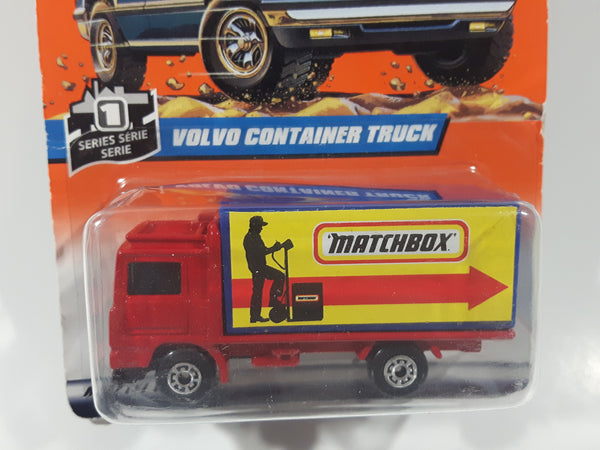 1
SERIES SÉRIE
SERIE
VOLVO CONTAINER TRUCK
MATCHBOX